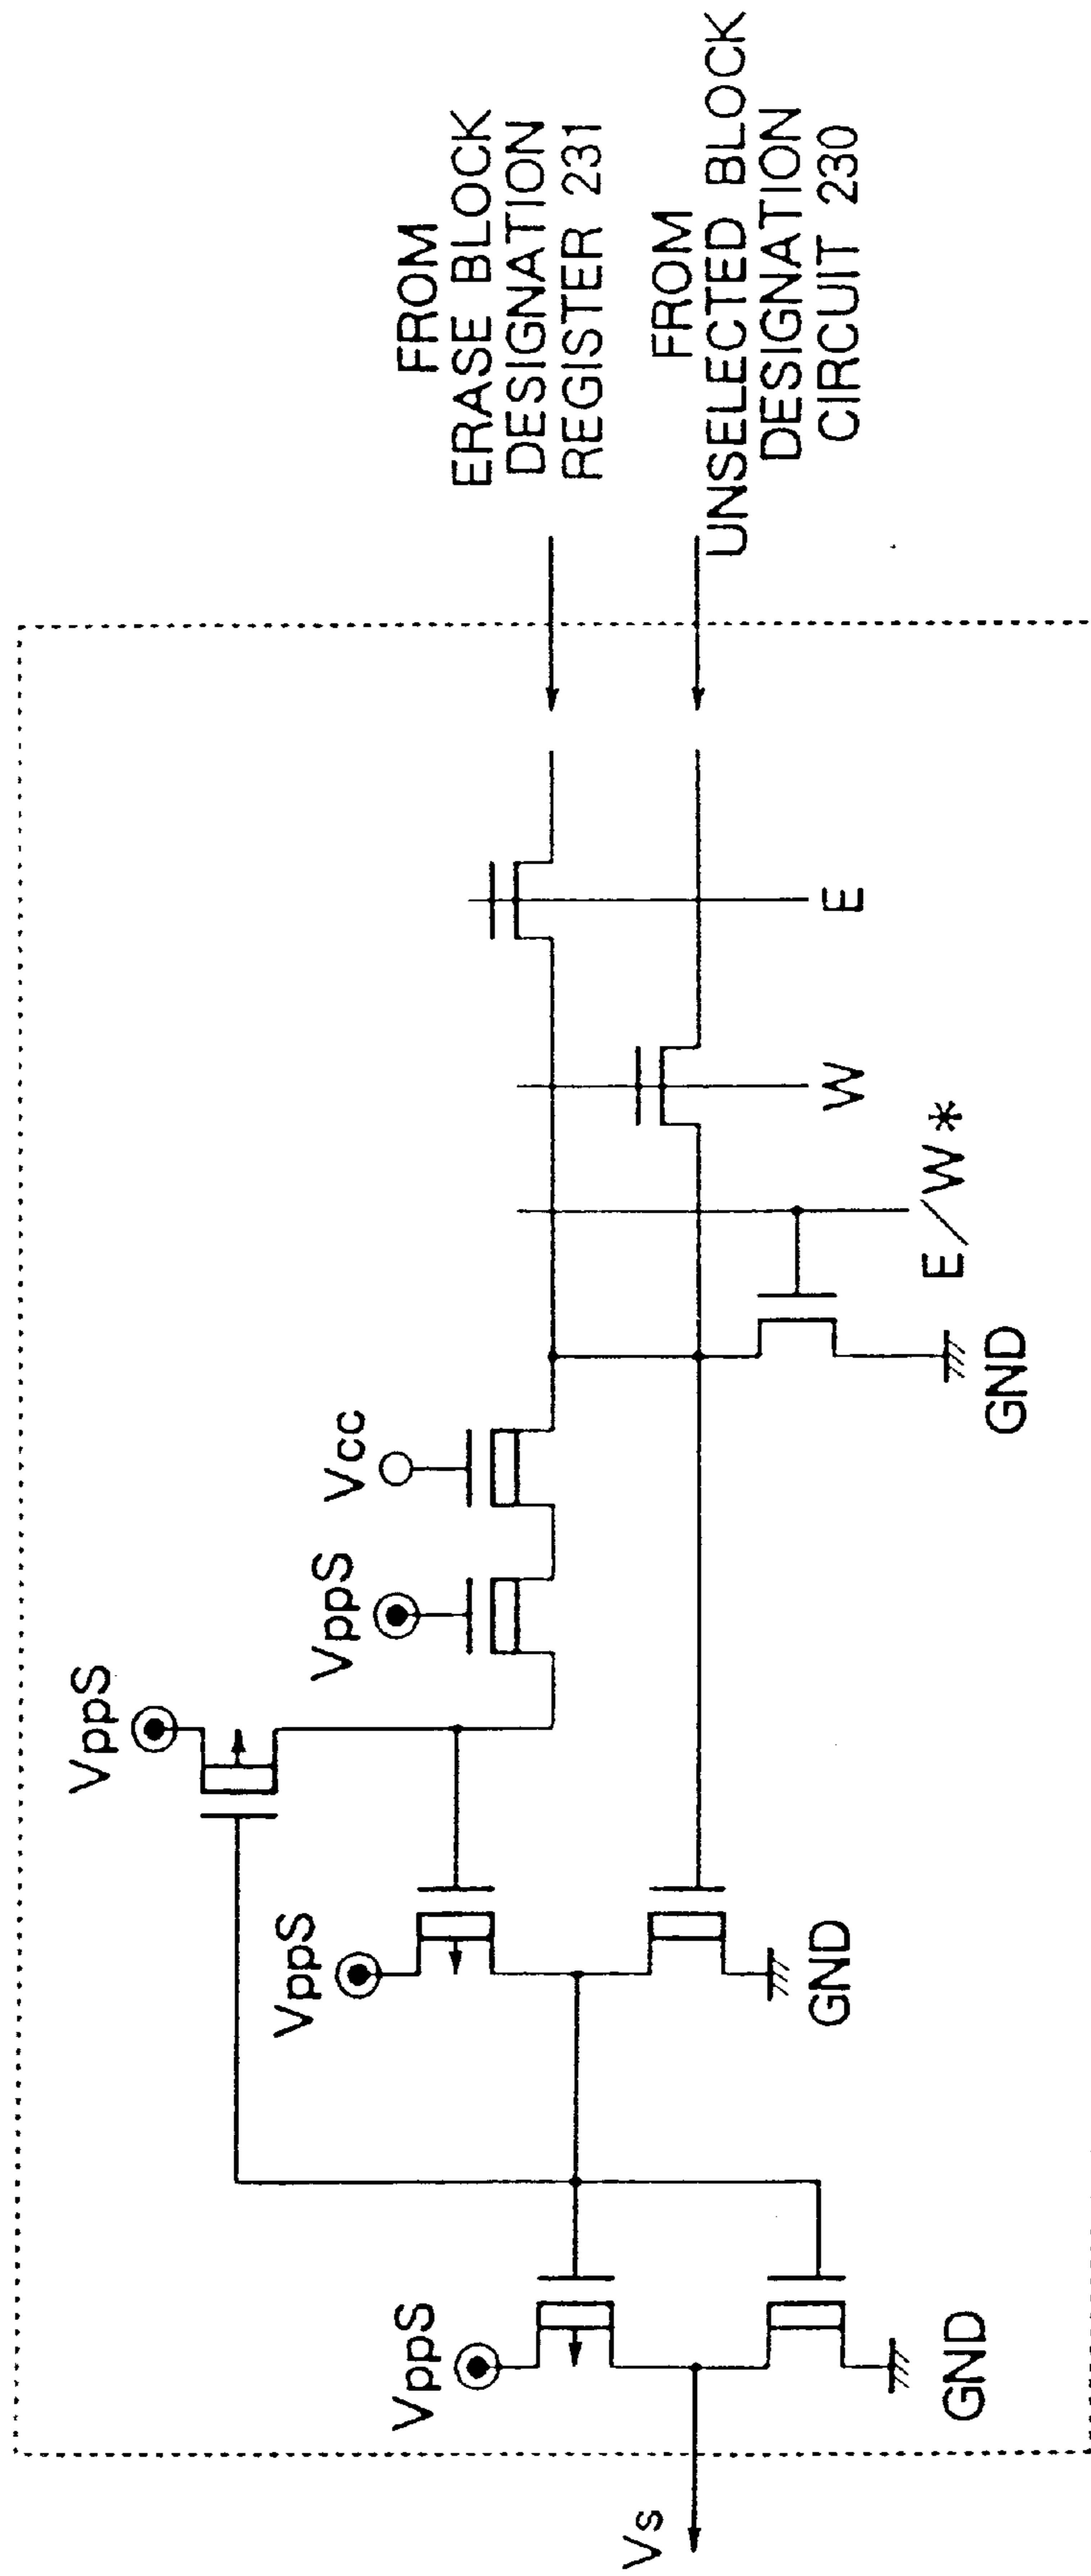 FROM
ERASE BLOCK
DESIGNATION
REGISTER 231
FROM
UNSELECTED BLOCK
DESIGNATION
CIRCUIT 230
VppS
VppS
Vcc
VppS
VppS
E
W
E/W*
GND
GND
GND
Vs